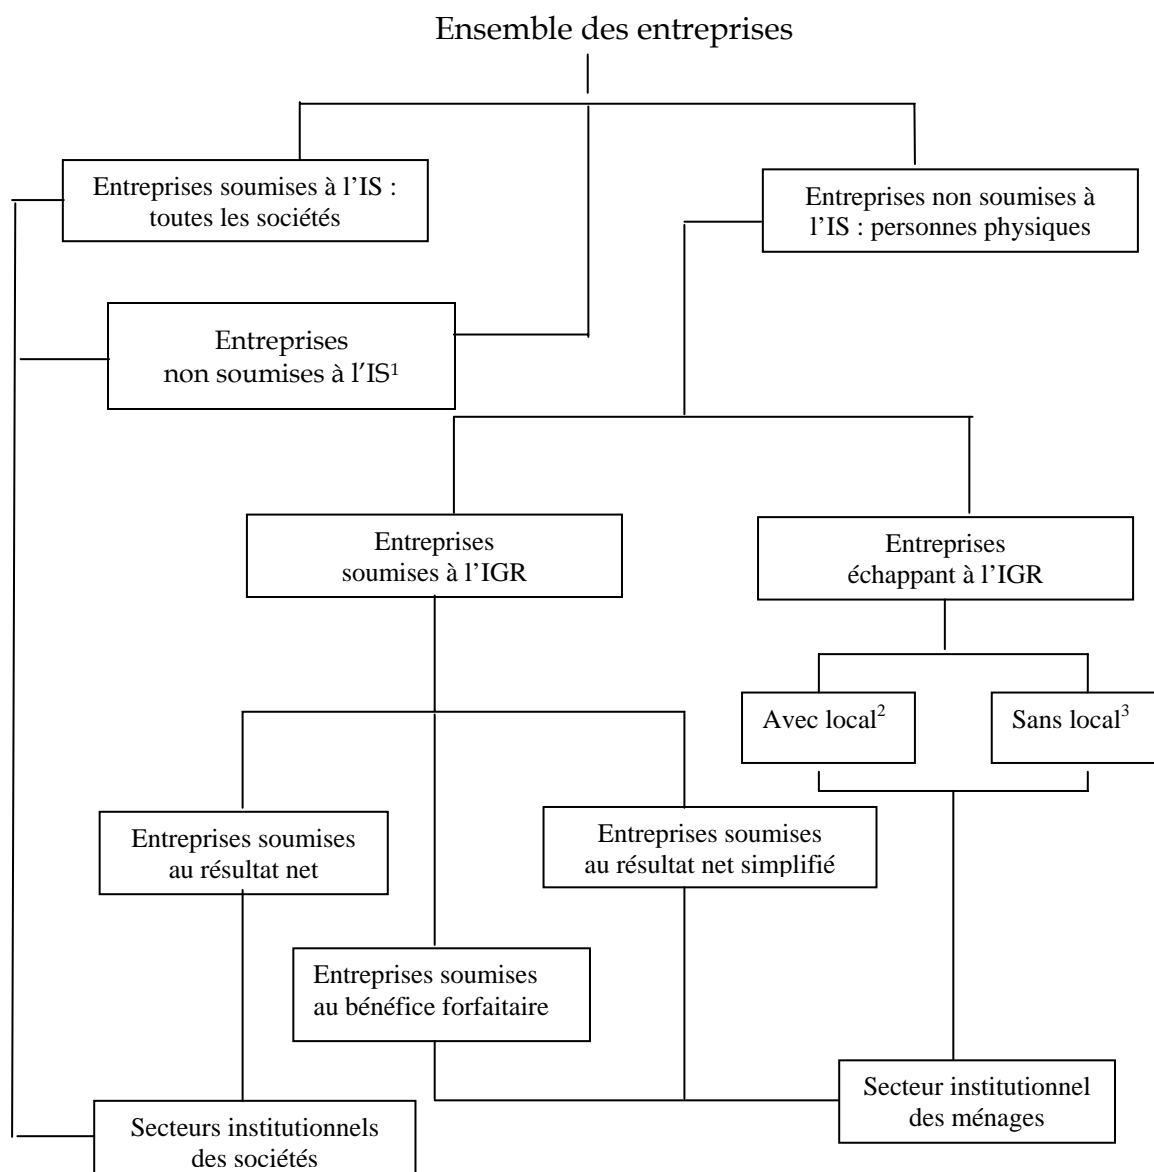 Ensemble des entreprises
Entreprises soumises à l’IS :
toutes les sociétés
Entreprises non soumises à
l’IS : personnes physiques
Entreprises
non soumises à l’IS¹
Entreprises
soumises à l’IGR
Entreprises
échappant à l’IGR
Avec local²
Sans local³
Entreprises soumises
au résultat net
Entreprises soumises
au résultat net simplifié
Entreprises soumises
au bénéfice forfaitaire
Secteur institutionnel
des ménages
Secteurs institutionnels
des sociétés